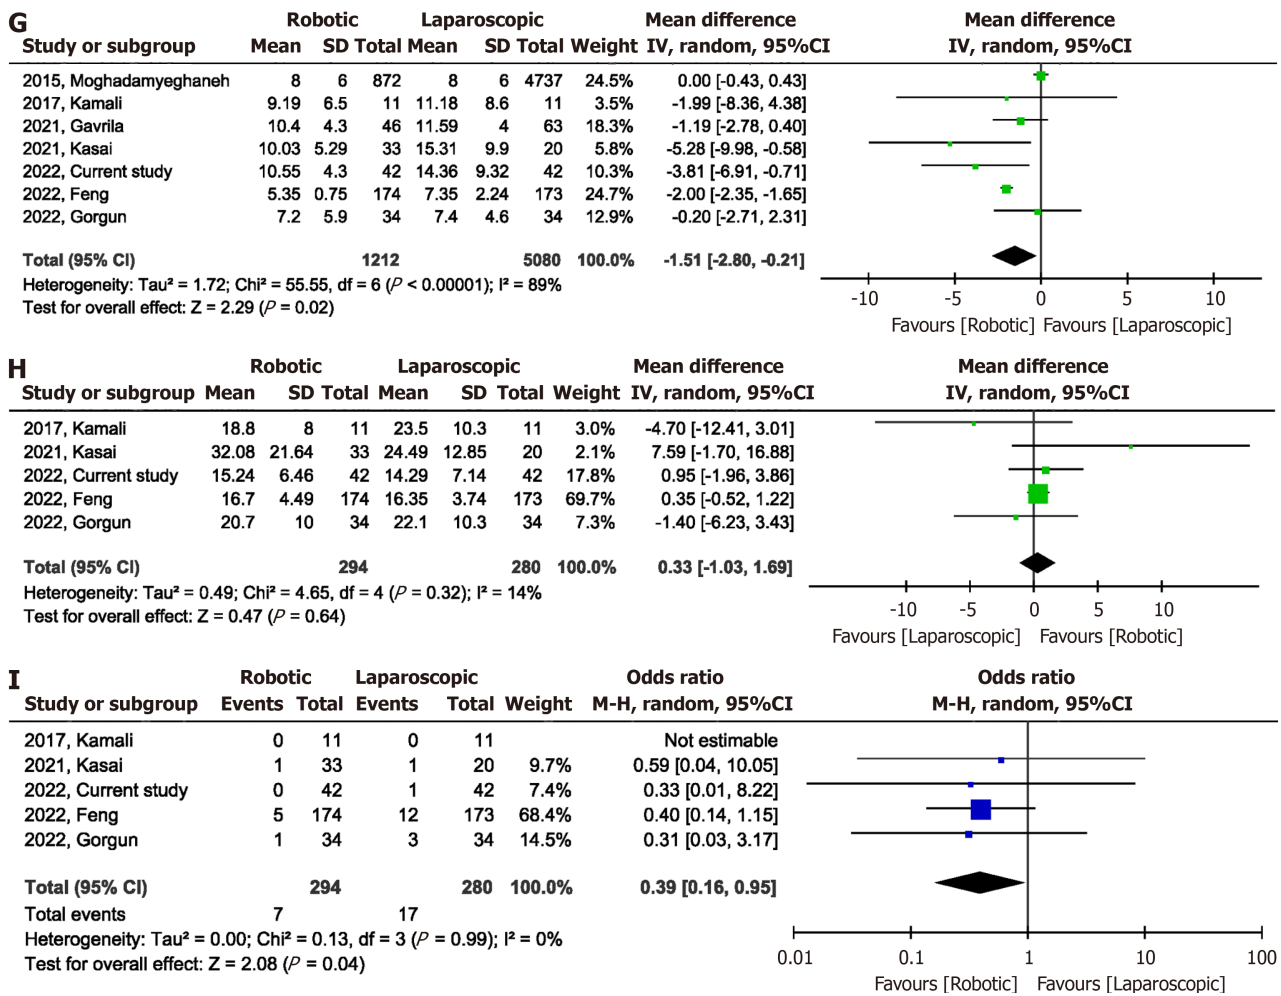 G Robotic Laparoscopic Mean difference Mean difference
Study or subgroup Mean SD Total Mean SD Total Weight IV, random, 95%CI IV, random, 95%CI
2015, Moghadamyeghaneh 8 6 872 8 6 4737 24.5% 0.00 [-0.43, 0.43]
2017, Kamali 9.19 6.5 11 11.18 8.6 11 3.5% -1.99 [-8.36, 4.38]
2021, Gavrila 10.4 4.3 46 11.59 4 63 18.3% -1.19 [-2.78, 0.40]
2021, Kasai 10.03 5.29 33 15.31 9.9 20 5.8% -5.28 [-9.98, -0.58]
2022, Current study 10.55 4.3 42 14.36 9.32 42 10.3% -3.81 [-6.91, -0.71]
2022, Feng 5.35 0.75 174 7.35 2.24 173 24.7% -2.00 [-2.35, -1.65]
2022, Gorgun 7.2 5.9 34 7.4 4.6 34 12.9% -0.20 [-2.71, 2.31]
Total (95% CI) 1212 5080 100.0% -1.51 [-2.80, -0.21]
Heterogeneity: Tau² = 1.72; Chi² = 55.55, df = 6 (P < 0.00001); I² = 89%
Test for overall effect: Z = 2.29 (P = 0.02)
-10 -5 0 5 10
Favours [Robotic] Favours [Laparoscopic]
H Robotic Laparoscopic Mean difference Mean difference
Study or subgroup Mean SD Total Mean SD Total Weight IV, random, 95%CI IV, random, 95%CI
2017, Kamali 18.8 8 11 23.5 10.3 11 3.0% -4.70 [-12.41, 3.01]
2021, Kasai 32.08 21.64 33 24.49 12.85 20 2.1% 7.59 [-1.70, 16.88]
2022, Current study 15.24 6.46 42 14.29 7.14 42 17.8% 0.95 [-1.96, 3.86]
2022, Feng 16.7 4.49 174 16.35 3.74 173 69.7% 0.35 [-0.52, 1.22]
2022, Gorgun 20.7 10 34 22.1 10.3 34 7.3% -1.40 [-6.23, 3.43]
Total (95% CI) 294 280 100.0% 0.33 [-1.03, 1.69]
Heterogeneity: Tau² = 0.49; Chi² = 4.65, df = 4 (P = 0.32); I² = 14%
Test for overall effect: Z = 0.47 (P = 0.64)
-10 -5 0 5 10
Favours [Laparoscopic] Favours [Robotic]
I Robotic Laparoscopic Odds ratio Odds ratio
Study or subgroup Events Total Events Total Weight M-H, random, 95%CI M-H, random, 95%CI
2017, Kamali 0 11 0 11 Not estimable
2021, Kasai 1 33 1 20 9.7% 0.59 [0.04, 10.05]
2022, Current study 0 42 1 42 7.4% 0.33 [0.01, 8.22]
2022, Feng 5 174 12 173 68.4% 0.40 [0.14, 1.15]
2022, Gorgun 1 34 3 34 14.5% 0.31 [0.03, 3.17]
Total (95% CI) 294 280 100.0% 0.39 [0.16, 0.95]
Total events 7 17
Heterogeneity: Tau² = 0.00; Chi² = 0.13, df = 3 (P = 0.99); I² = 0%
Test for overall effect: Z = 2.08 (P = 0.04)
0.01 0.1 1 10 100
Favours [Robotic] Favours [Laparoscopic]